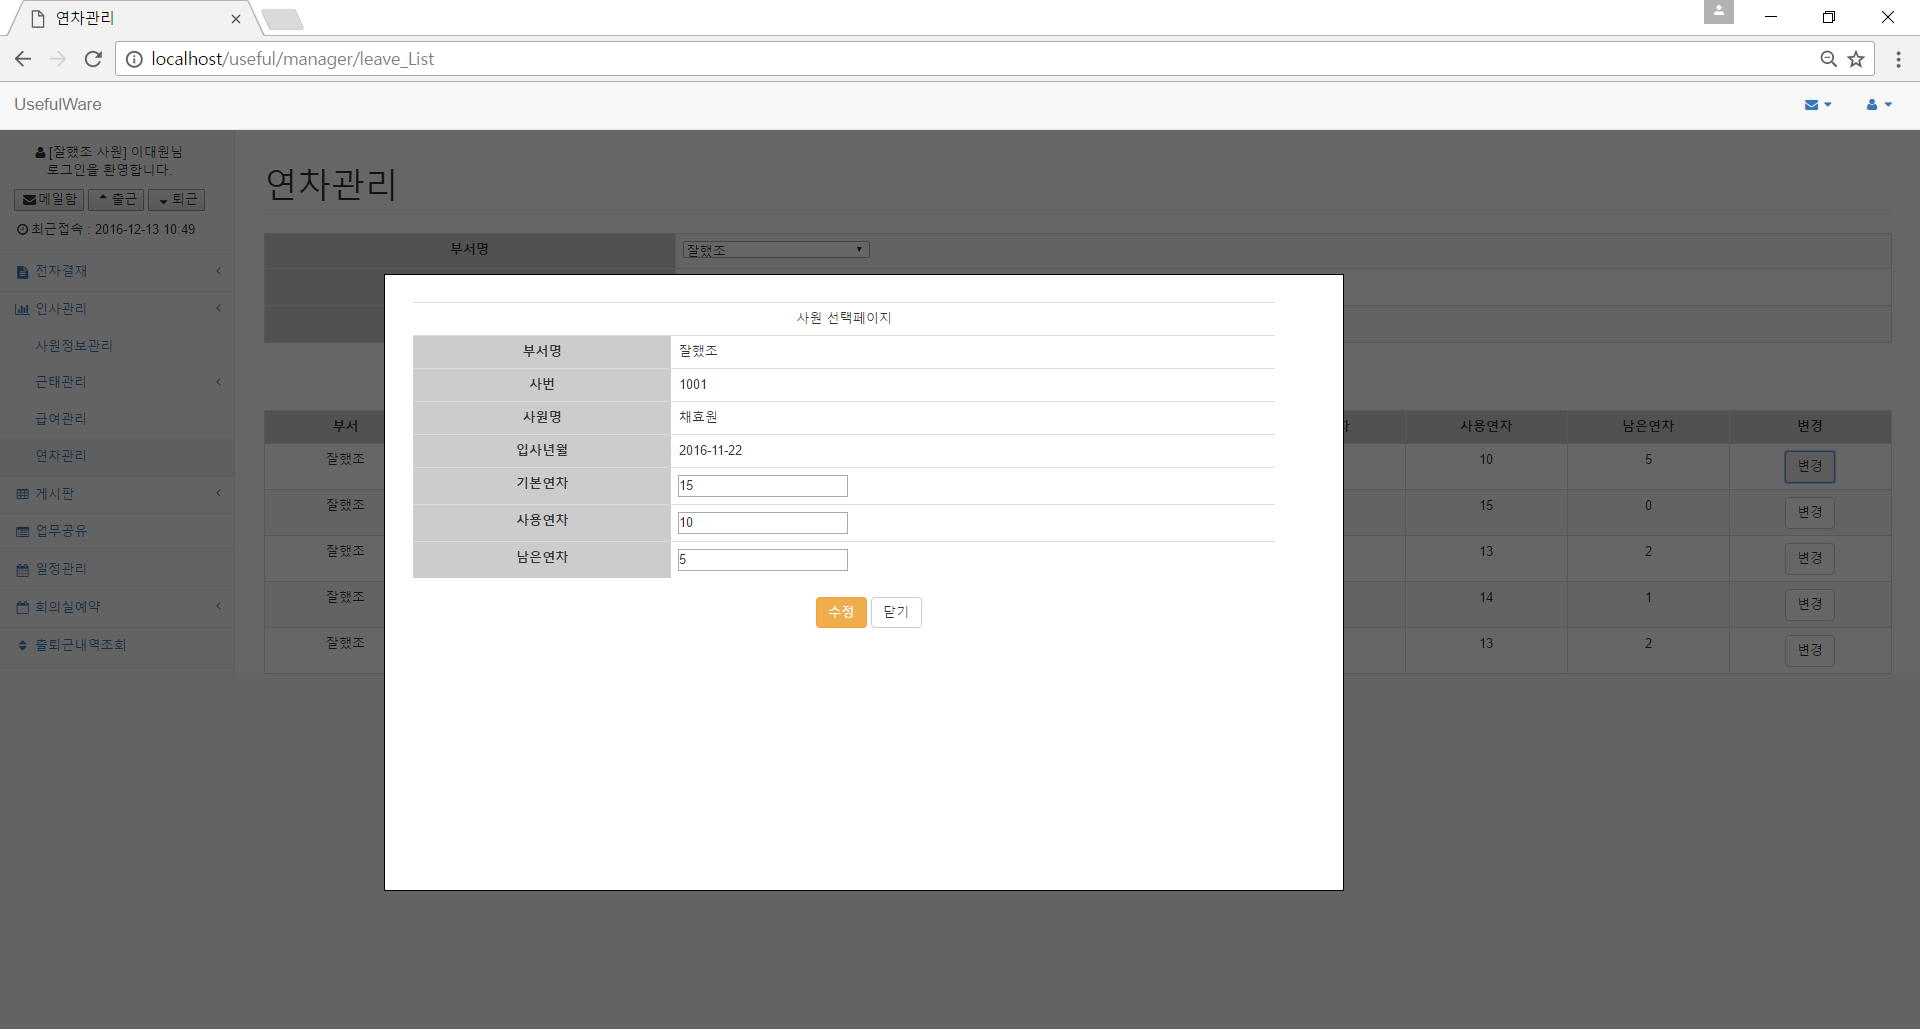 연차관리
localhost/useful/manager/leave_List
UsefulWare
[잘했조 사원] 이대원님
로그인을 환영합니다.
메일함 출근 퇴근
최근접속 : 2016-12-13 10:49
전자결재
인사관리
사원정보관리
근태관리
급여관리
연차관리
게시판
업무공유
일정관리
회의실예약
출퇴근내역조회
연차관리
부서명 잘했조
사원 선택페이지
부서명 잘했조
사번 1001
사원명 채효원
입사년월 2016-11-22
기본연차 15
사용연차 10
남은연차 5
수정 닫기
부서 사용연차 남은연차 변경
잘했조 10 5 변경
잘했조 15 0 변경
잘했조 13 2 변경
잘했조 14 1 변경
잘했조 13 2 변경